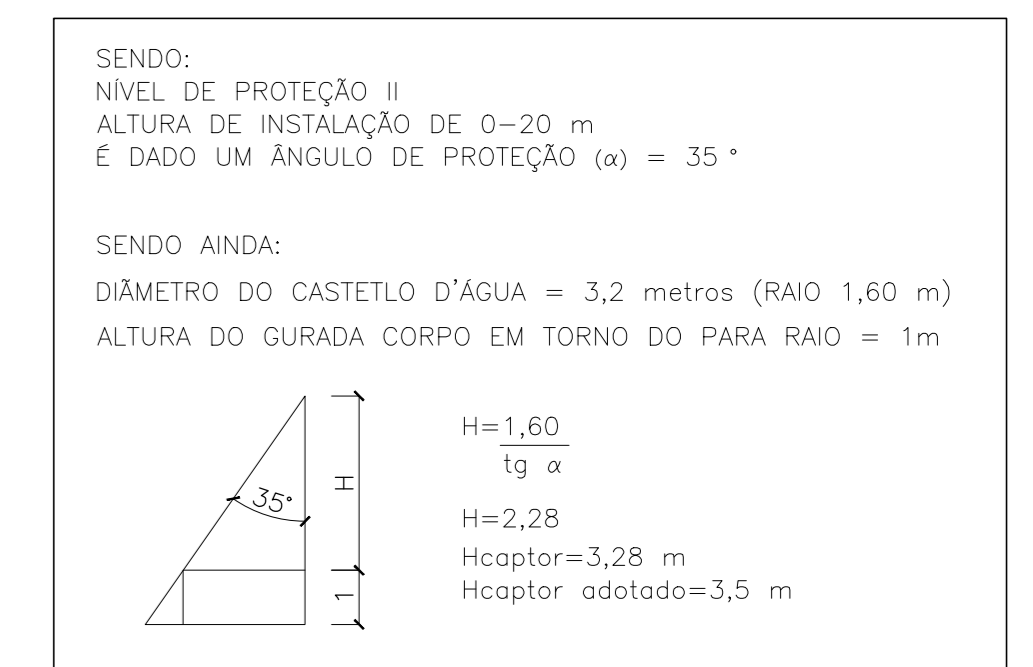 SENDO:
NÍVEL DE PROTEÇÃO II
ALTURA DE INSTALAÇÃO DE 0-20 m
É DADO UM ÂNGULO DE PROTEÇÃO (α) = 35 °
SENDO AINDA:
DIÃMETRO DO CASTETLO D'ÁGUA = 3,2 metros (RAIO 1,60 m)
ALTURA DO GURADA CORPO EM TORNO DO PARA RAIO = 1m
35°
H
1
H=1,60
tg α
H=2,28
Hcaptor=3,28 m
Hcaptor adotado=3,5 m